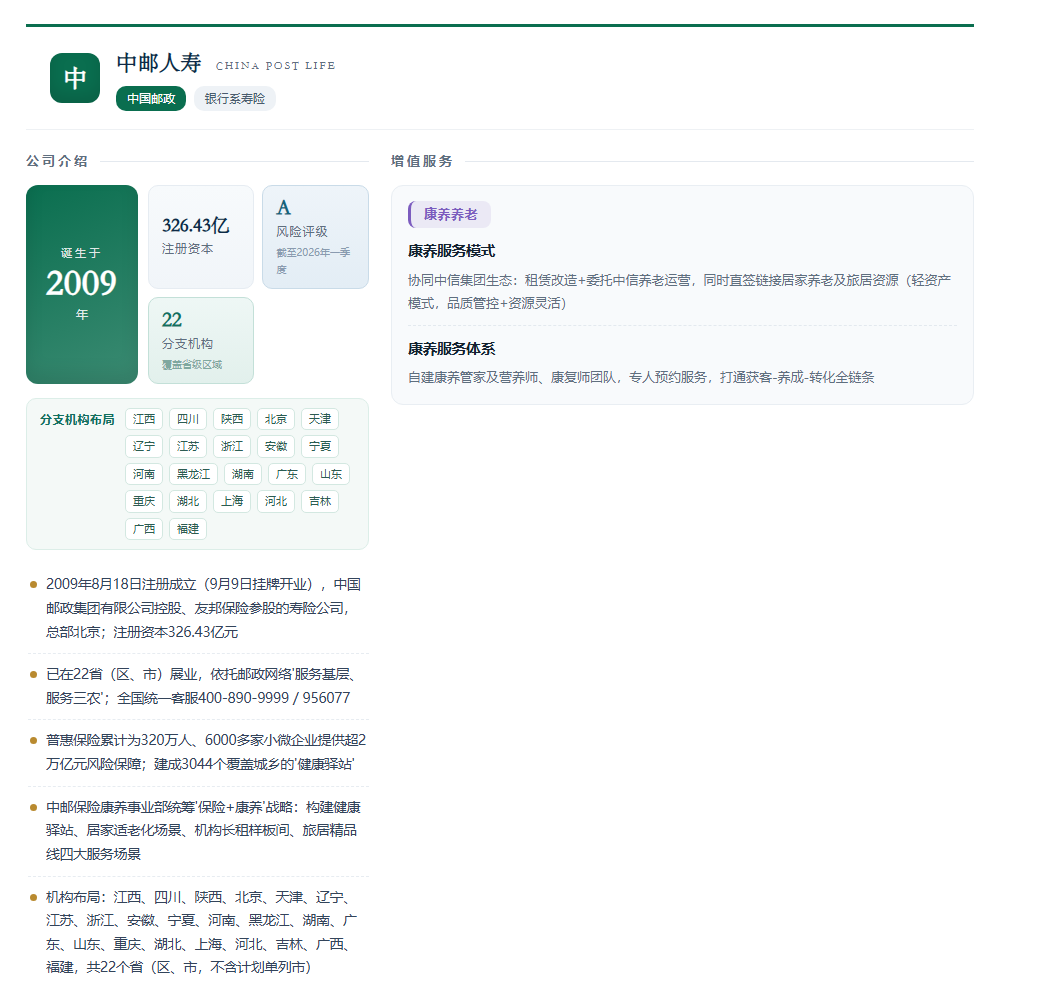 中
中邮人寿 CHINA POST LIFE
中国邮政 银行系寿险
公司介绍
诞生于
2009
年
326.43亿
注册资本
A
风险评级
截至2026年一季
度
22
分支机构
覆盖省级区域
分支机构布局 江西 四川 陕西 北京 天津
辽宁 江苏 浙江 安徽 宁夏
河南 黑龙江 湖南 广东 山东
重庆 湖北 上海 河北 吉林
广西 福建
2009年8月18日注册成立（9月9日挂牌开业），中国
邮政集团有限公司控股、友邦保险参股的寿险公司，
总部北京；注册资本326.43亿元
已在22省（区、市）展业，依托邮政网络'服务基层、
服务三农'；全国统一客服400-890-9999 / 956077
普惠保险累计为320万人、6000多家小微企业提供超2
万亿元风险保障；建成3044个覆盖城乡的'健康驿站'
中邮保险康养事业部统筹'保险+康养'战略：构建健康
驿站、居家适老化场景、机构长租样板间、旅居精品
线四大服务场景
机构布局：江西、四川、陕西、北京、天津、辽宁、
江苏、浙江、安徽、宁夏、河南、黑龙江、湖南、广
东、山东、重庆、湖北、上海、河北、吉林、广西、
福建，共22个省（区、市，不含计划单列市）
增值服务
康养养老
康养服务模式
协同中信集团生态：租赁改造+委托中信养老运营，同时直签链接居家养老及旅居资源（轻资产
模式，品质管控+资源灵活）
康养服务体系
自建康养管家及营养师、康复师团队，专人预约服务，打通获客-养成-转化全链条